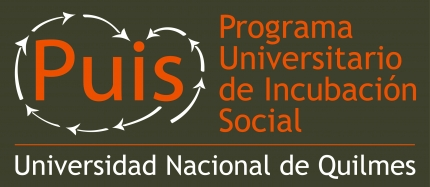 Puis
Programa
Universitario
de Incubación
Social
Universidad Nacional de Quilmes